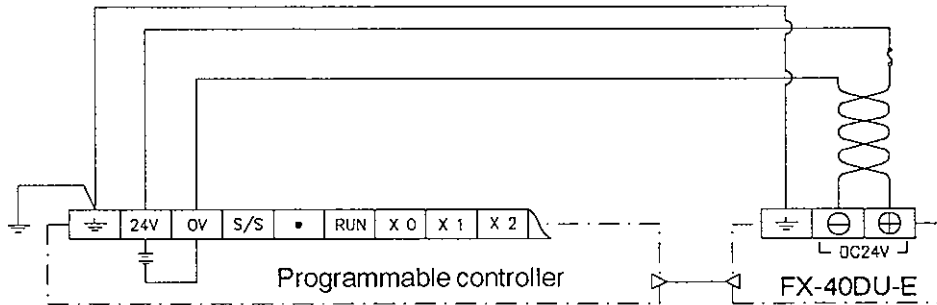 24V 0V S/S • RUN X 0 X 1 X 2
⊖ ⊕
DC24V
Programmable controller
FX-40DU-E